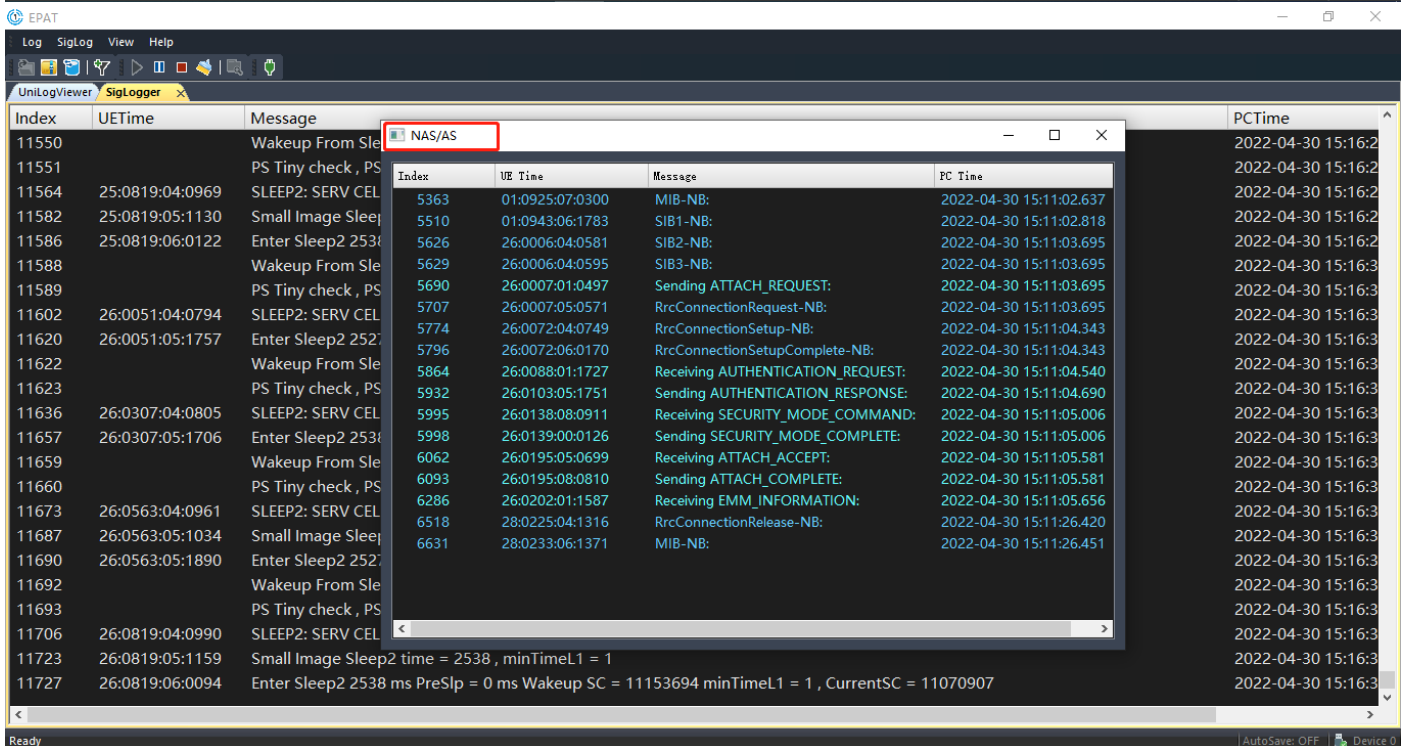 EPAT
Log SigLog View Help
UniLogViewer SigLogger
Index UETime Message PCTime
11550 Wakeup From Sle 2022-04-30 15:16:2
11551 PS Tiny check , PS 2022-04-30 15:16:2
11564 25:0819:04:0969 SLEEP2: SERV CEL 2022-04-30 15:16:2
11582 25:0819:05:1130 Small Image Sleep 2022-04-30 15:16:2
11586 25:0819:06:0122 Enter Sleep2 2538 2022-04-30 15:16:2
11588 Wakeup From Sle 2022-04-30 15:16:3
11589 PS Tiny check , PS 2022-04-30 15:16:3
11602 26:0051:04:0794 SLEEP2: SERV CEL 2022-04-30 15:16:3
11620 26:0051:05:1757 Enter Sleep2 2527 2022-04-30 15:16:3
11622 Wakeup From Sle 2022-04-30 15:16:3
11623 PS Tiny check , PS 2022-04-30 15:16:3
11636 26:0307:04:0805 SLEEP2: SERV CEL 2022-04-30 15:16:3
11657 26:0307:05:1706 Enter Sleep2 2538 2022-04-30 15:16:3
11659 Wakeup From Sle 2022-04-30 15:16:3
11660 PS Tiny check , PS 2022-04-30 15:16:3
11673 26:0563:04:0961 SLEEP2: SERV CEL 2022-04-30 15:16:3
11687 26:0563:05:1034 Small Image Sleep 2022-04-30 15:16:3
11690 26:0563:05:1890 Enter Sleep2 2527 2022-04-30 15:16:3
11692 Wakeup From Sle 2022-04-30 15:16:3
11693 PS Tiny check , PS 2022-04-30 15:16:3
11706 26:0819:04:0990 SLEEP2: SERV CEL 2022-04-30 15:16:3
11723 26:0819:05:1159 Small Image Sleep2 time = 2538 , minTimeL1 = 1 2022-04-30 15:16:3
11727 26:0819:06:0094 Enter Sleep2 2538 ms PreSlp = 0 ms Wakeup SC = 11153694 minTimeL1 = 1 , CurrentSC = 11070907 2022-04-30 15:16:3
NAS/AS
Index UE Time Message PC Time
5363 01:0925:07:0300 MIB-NB: 2022-04-30 15:11:02.637
5510 01:0943:06:1783 SIB1-NB: 2022-04-30 15:11:02.818
5626 26:0006:04:0581 SIB2-NB: 2022-04-30 15:11:03.695
5629 26:0006:04:0595 SIB3-NB: 2022-04-30 15:11:03.695
5690 26:0007:01:0497 Sending ATTACH_REQUEST: 2022-04-30 15:11:03.695
5707 26:0007:05:0571 RrcConnectionRequest-NB: 2022-04-30 15:11:03.695
5774 26:0072:04:0749 RrcConnectionSetup-NB: 2022-04-30 15:11:04.343
5796 26:0072:06:0170 RrcConnectionSetupComplete-NB: 2022-04-30 15:11:04.343
5864 26:0088:01:1727 Receiving AUTHENTICATION_REQUEST: 2022-04-30 15:11:04.540
5932 26:0103:05:1751 Sending AUTHENTICATION_RESPONSE: 2022-04-30 15:11:04.690
5995 26:0138:08:0911 Receiving SECURITY_MODE_COMMAND: 2022-04-30 15:11:05.006
5998 26:0139:00:0126 Sending SECURITY_MODE_COMPLETE: 2022-04-30 15:11:05.006
6062 26:0195:05:0699 Receiving ATTACH_ACCEPT: 2022-04-30 15:11:05.581
6093 26:0195:08:0810 Sending ATTACH_COMPLETE: 2022-04-30 15:11:05.581
6286 26:0202:01:1587 Receiving EMM_INFORMATION: 2022-04-30 15:11:05.656
6518 28:0225:04:1316 RrcConnectionRelease-NB: 2022-04-30 15:11:26.420
6631 28:0233:06:1371 MIB-NB: 2022-04-30 15:11:26.451
Ready AutoSave: OFF Device 0